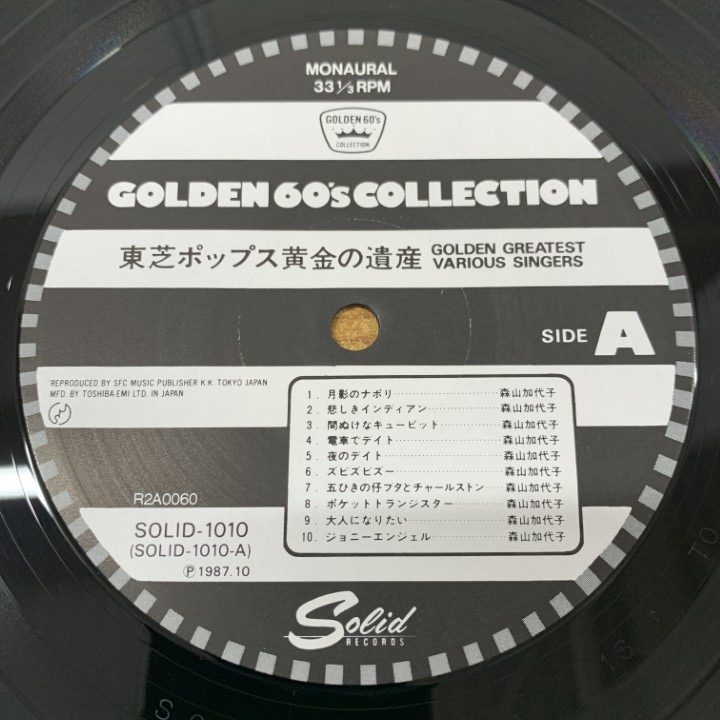 MONAURAL
33 1/3 RPM
GOLDEN 60's
COLLECTION
GOLDEN 60's COLLECTION
東芝ポップス黄金の遺産 GOLDEN GREATEST
VARIOUS SINGERS
SIDE A
REPRODUCED BY SFC MUSIC PUBLISHER K.K. TOKYO JAPAN
MFD. BY TOSHIBA-EMI LTD. IN JAPAN
1. 月影のナポリ……森山加代子
2. 悲しきインディアン……森山加代子
3. 間ぬけなキューピット……森山加代子
4. 電車でデイト……森山加代子
5. 夜のデイト……森山加代子
6. ズビズビズー……森山加代子
7. 五ひきの仔ブタとチャールストン……森山加代子
8. ポケットトランジスター……森山加代子
9. 大人になりたい……森山加代子
10. ジョニーエンジェル……森山加代子
R2A0060
SOLID-1010
(SOLID-1010-A)
Ⓟ1987.10
Solid
RECORDS